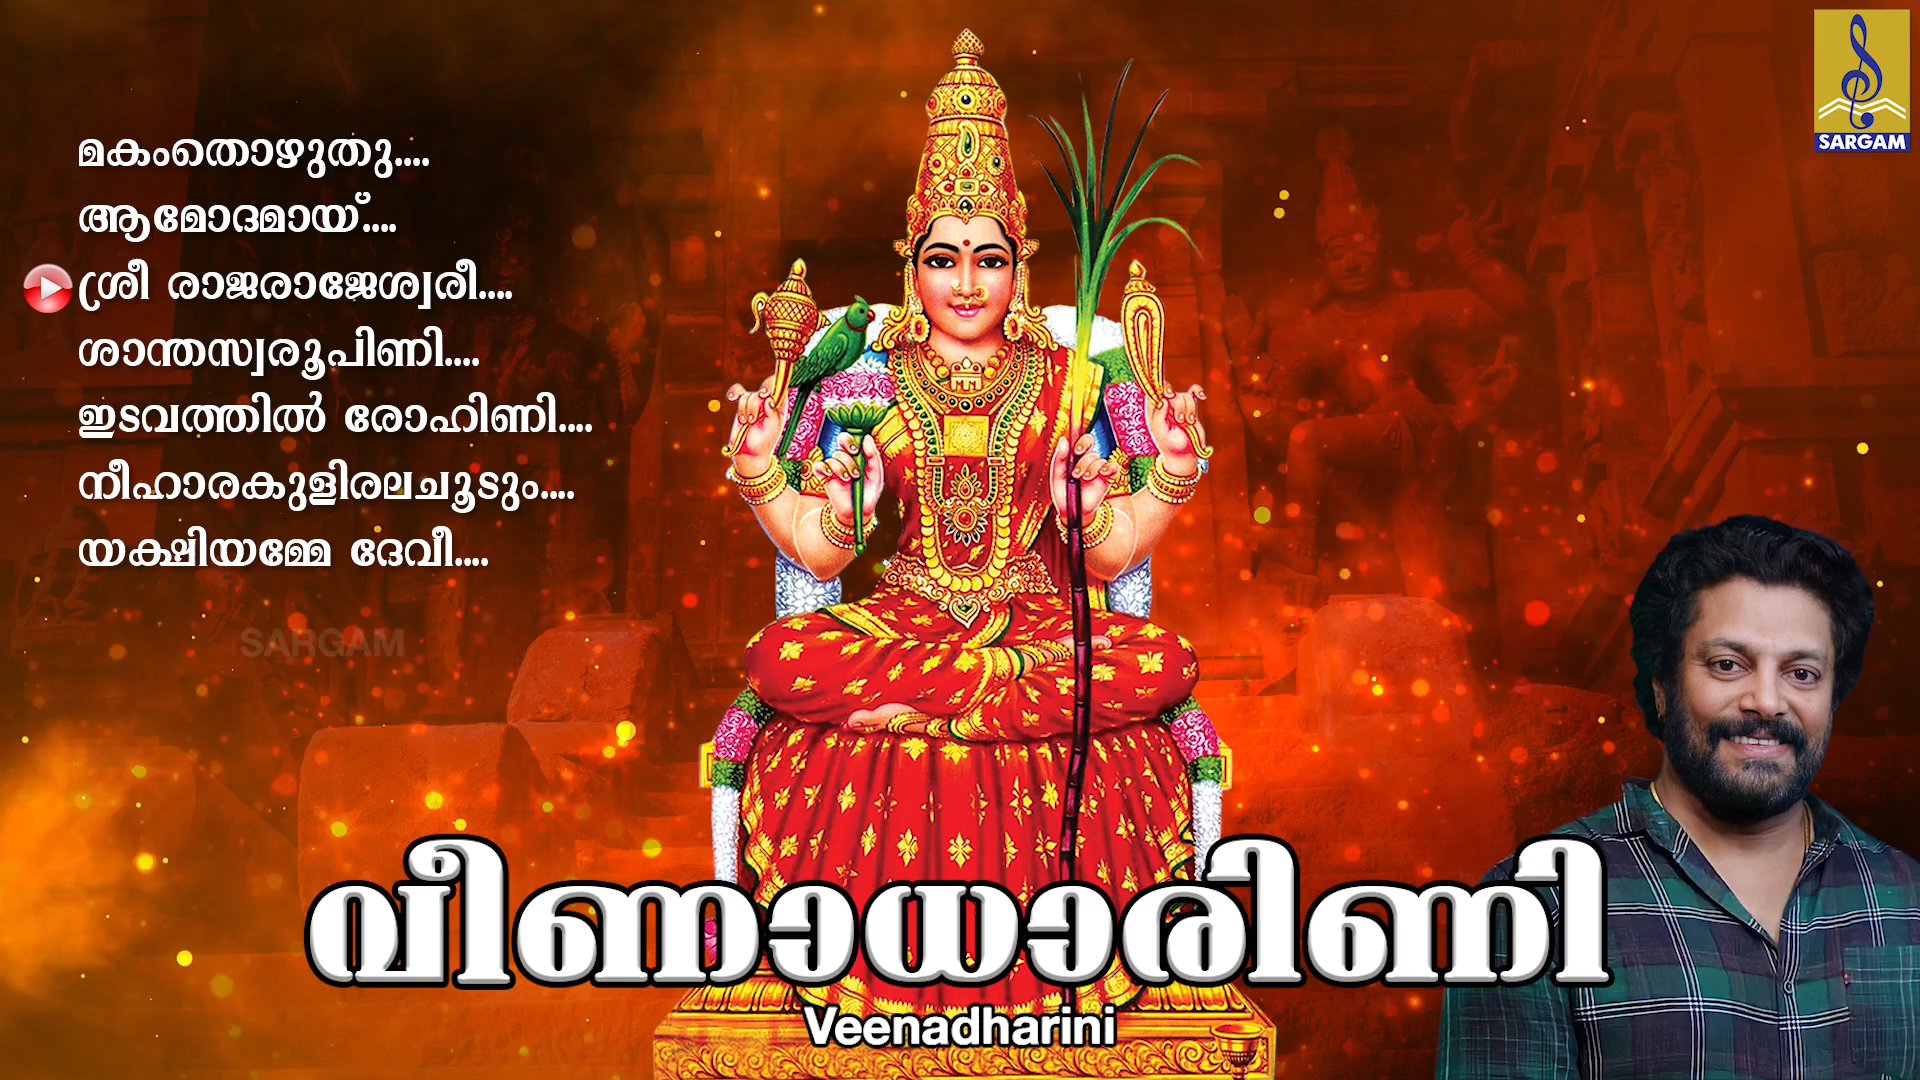 SARGAM
മകംതൊഴുതു....
ആമോദമായ്....
ശ്രീ രാജരാജേശ്വരീ....
ശാന്തസ്വരൂപിണി....
ഇടവത്തിൽ രോഹിണി....
നീഹാരകുളിരലചൂടും....
യക്ഷിയമ്മേ ദേവീ....
SARGAM
വീണാധാരിണി
Veenadharini